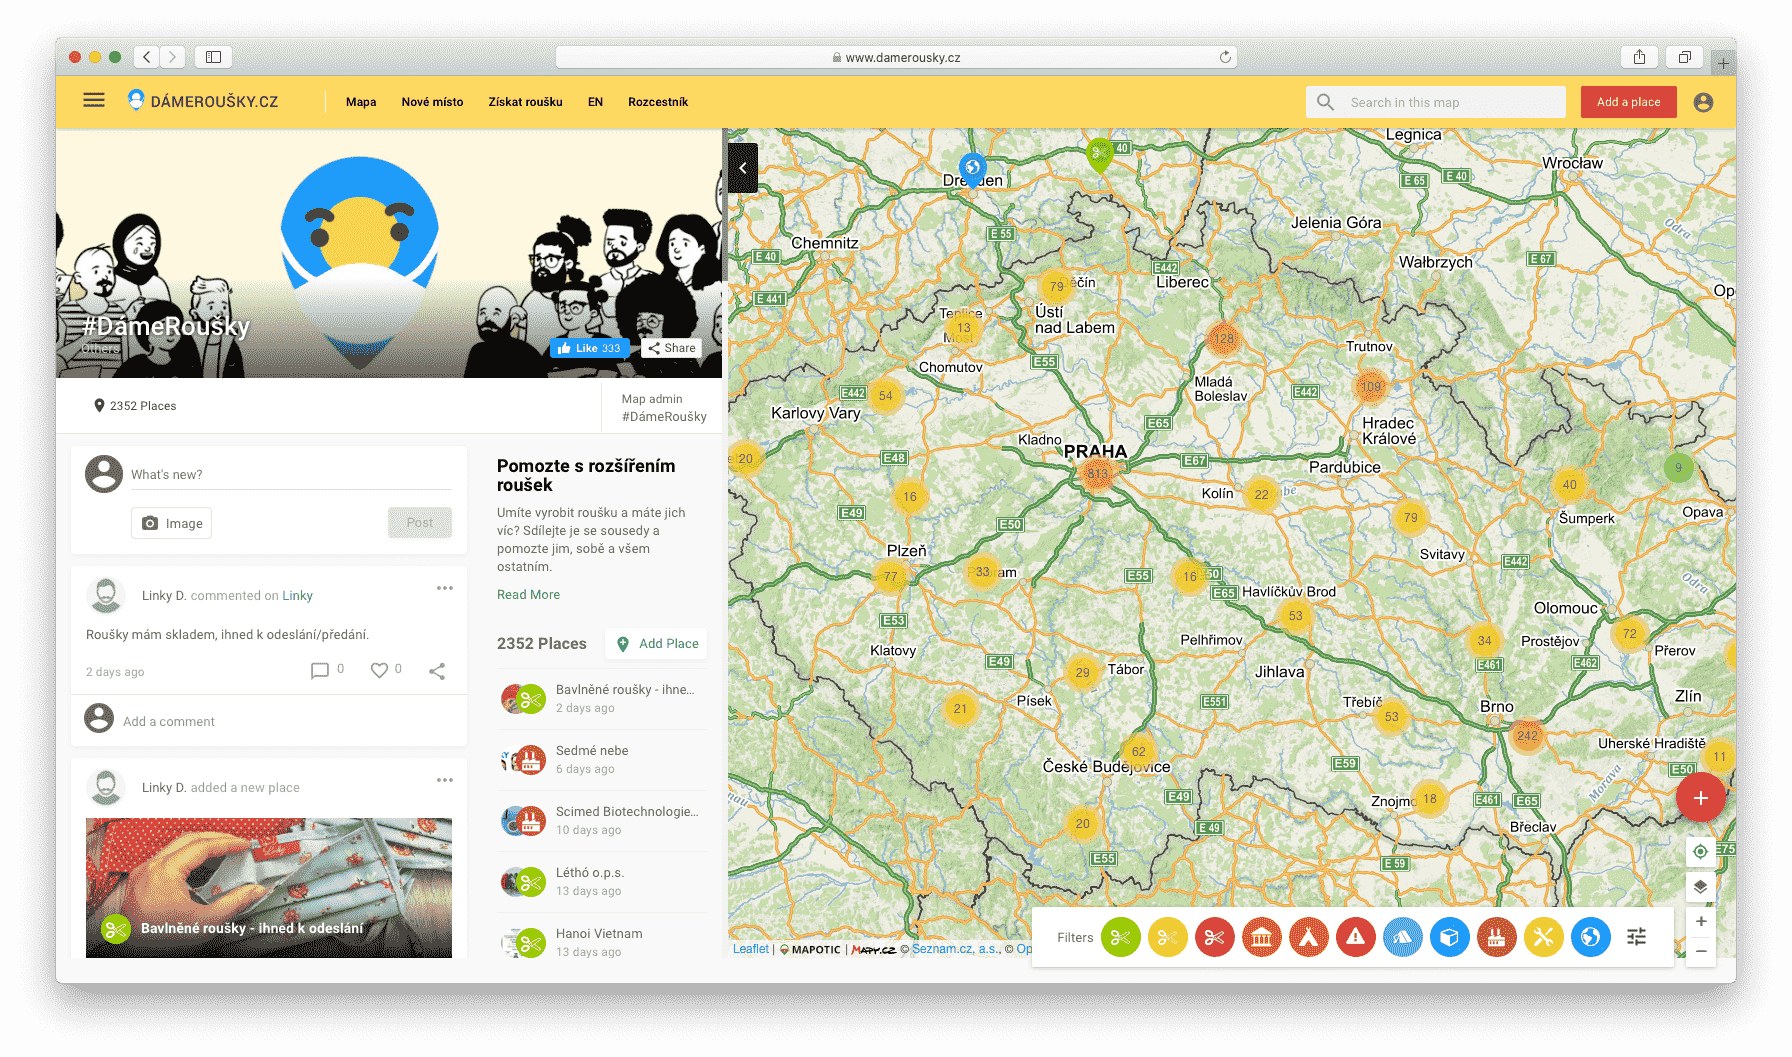 www.damerousky.cz
DÁMEROUŠKY.CZ
Mapa
Nové místo
Získat roušku
EN
Rozcestník
Search in this map
Add a place
#DámeRoušky
Others
Like 333
Share
2352 Places
Map admin
#DámeRoušky
What's new?
Image
Post
Linky D. commented on Linky
Roušky mám skladem, ihned k odeslání/předání.
2 days ago
0
0
Add a comment
Linky D. added a new place
Bavlněné roušky - ihned k odeslání
Pomozte s rozšířením
roušek
Umíte vyrobit roušku a máte jich
víc? Sdílejte je se sousedy a
pomozte jim, sobě a všem
ostatním.
Read More
2352 Places
Add Place
Bavlněné roušky - ihne...
2 days ago
Sedmé nebe
6 days ago
Scimed Biotechnologie...
10 days ago
Léthó o.p.s.
13 days ago
Hanoi Vietnam
13 days ago
Legnica
40
Wrocław
Dresden
E 65
E 40
Jelenia Góra
Odra
E 55
Chemnitz
E 40
E442
Liberec
Wałbrzych
E 67
79
Děčín
E 441
Op
Teplice
13
Most
Ústí
nad Labem
128
Trutnov
E55
Chomutov
109
Mladá
Boleslav
E442
E442
54
Karlovy Vary
E65
Hradec
Králové
Kladno
PRAHA
20
E48
813
E67
Pardubice
9
16
Kolín
22
40
E49
E50
79
Šumperk
Opava
Plzeň
Svitavy
E442
77
33
E55
16
E50
E65
Havlíčkův Brod
Odra
E53
53
Olomouc
Klatovy
Pelhřimov
34
Prostějov
72
Přerov
E49
29
Tábor
Jihlava
E461
E462
21
Písek
E551
Třebíč
53
Brno
Zlín
242
62
České Budějovice
Uherské Hradiště
11
E59
E50
E49
Znojmo
18
E461
E65
Morava
20
E 49
Břeclav
E55
E 59
E75
Filters
Leaflet | MAPOTIC | MAPY.CZ © Seznam.cz, a.s., © Op